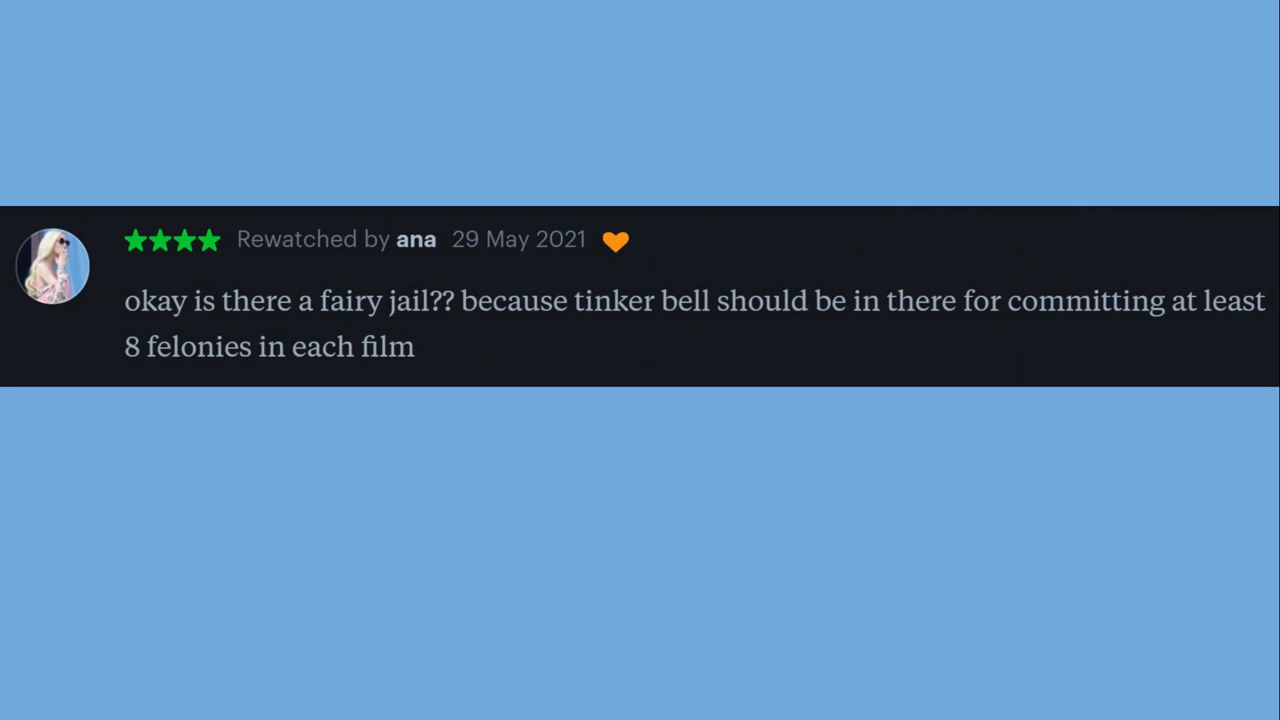 ★★★★ Rewatched by ana 29 May 2021 🧡
okay is there a fairy jail?? because tinker bell should be in there for committing at least
8 felonies in each film